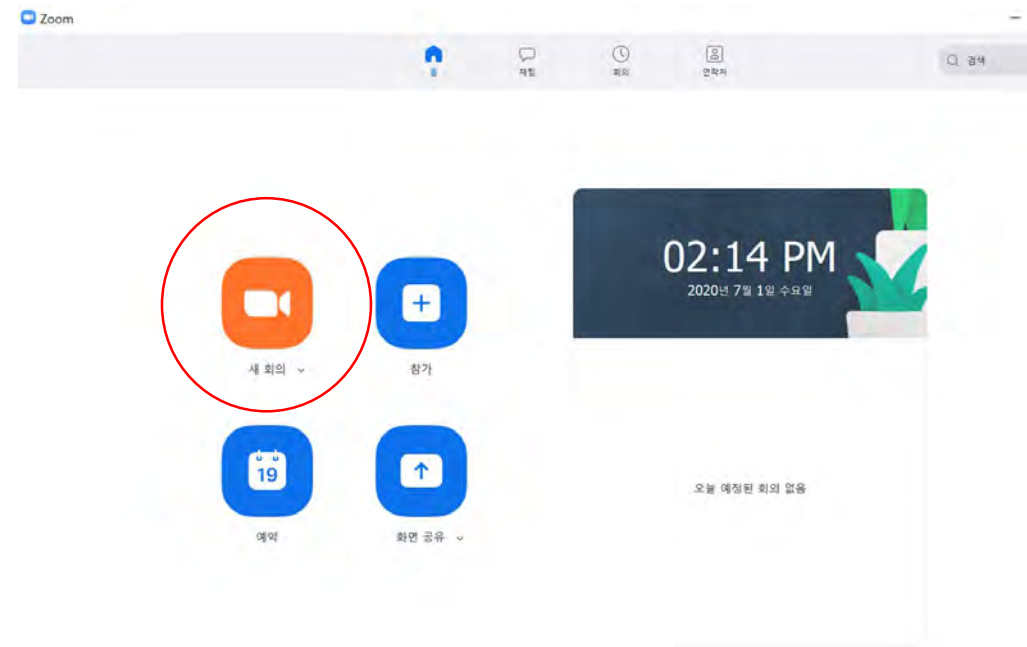 Zoom
홈
채팅
회의
연락처
검색
02:14 PM
2020년 7월 1일 수요일
새 회의
참가
19
예약
화면 공유
오늘 예정된 회의 없음